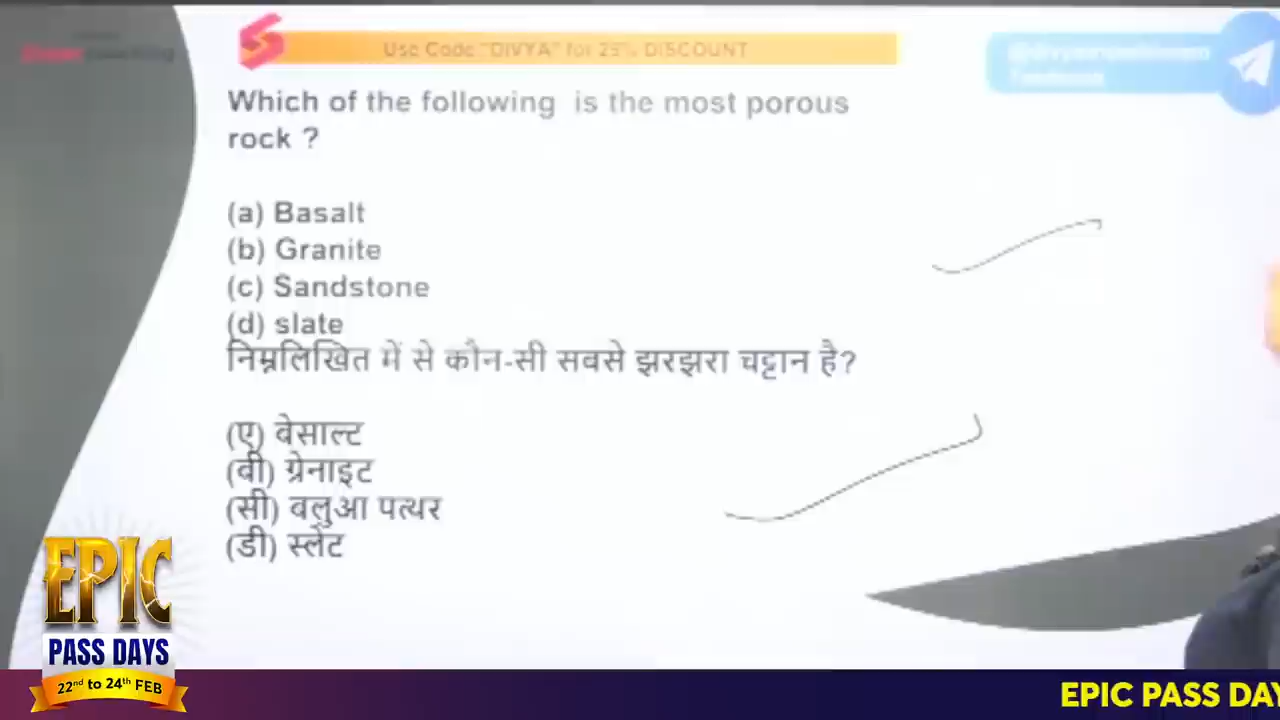 Use Code "DIVYA" for 25% DISCOUNT
Which of the following is the most porous
rock ?
(a) Basalt
(b) Granite
(c) Sandstone
(d) slate
निम्नलिखित में से कौन-सी सबसे झरझरा चट्टान है?
(ए) बेसाल्ट
(बी) ग्रेनाइट
(सी) बलुआ पत्थर
(डी) स्लेट
EPIC
PASS DAYS
22nd to 24th FEB
EPIC PASS DAY